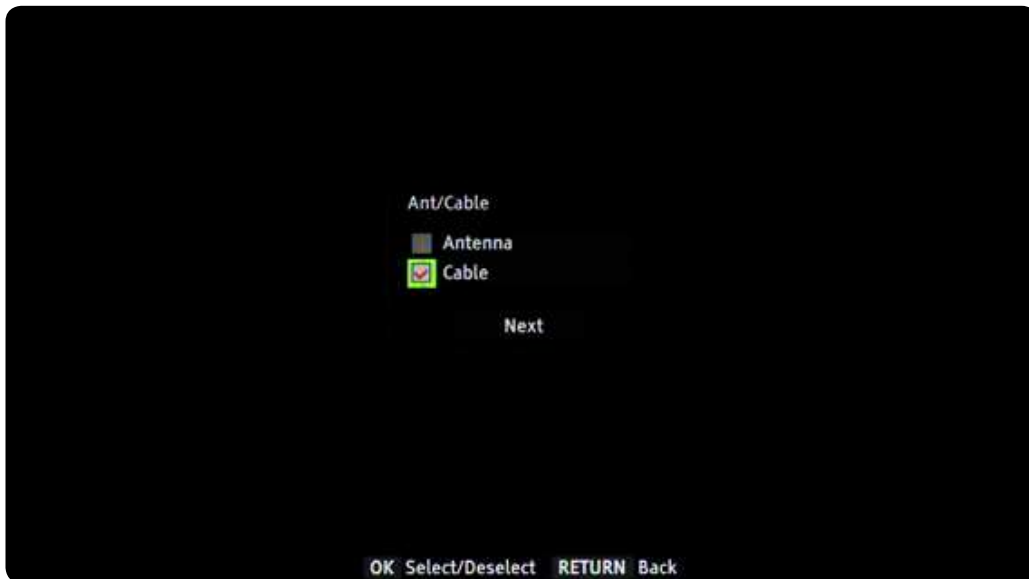 Ant/Cable
Antenna
Cable
Next
OK Select/Deselect RETURN Back